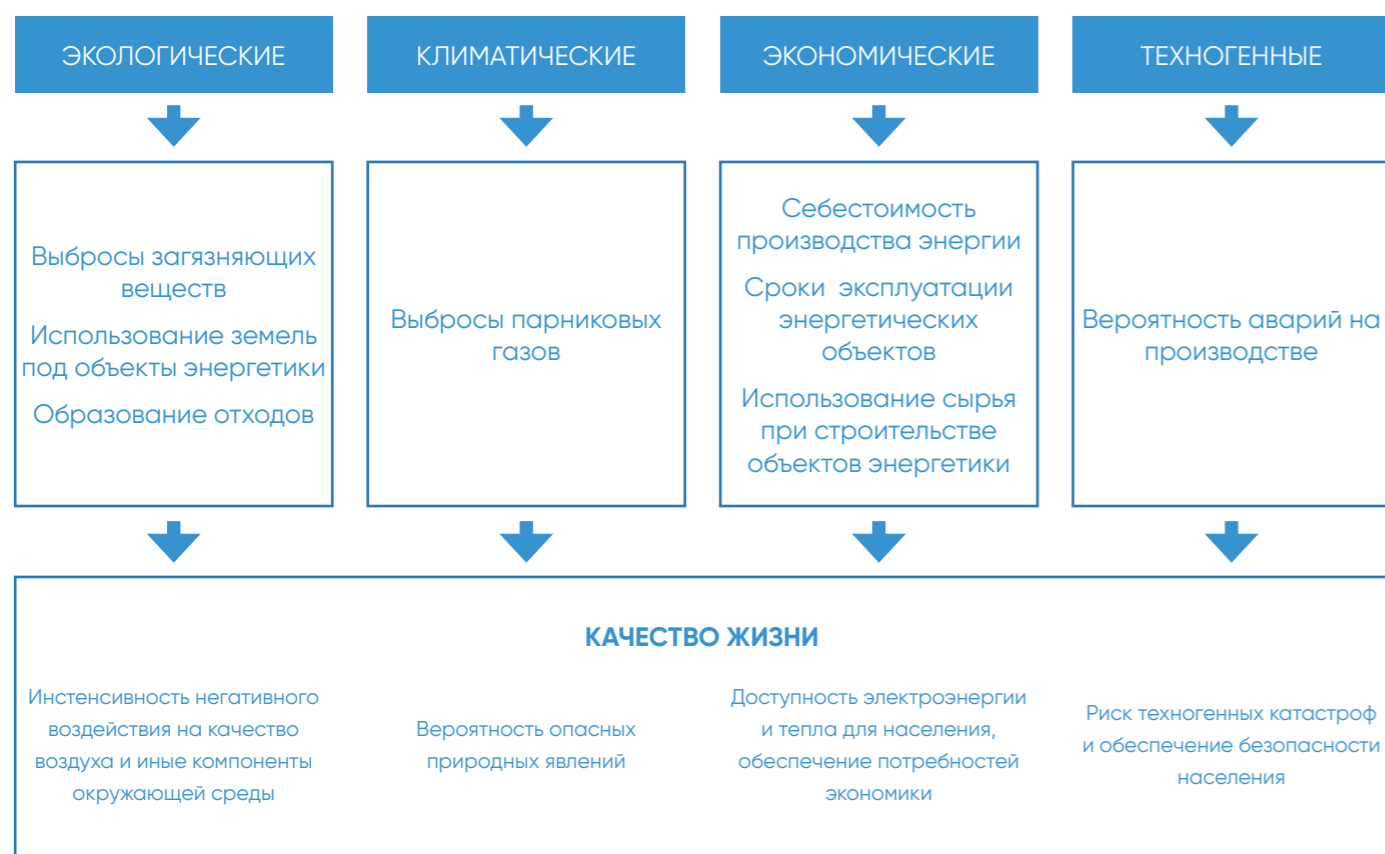 ЭКОЛОГИЧЕСКИЕ
КЛИМАТИЧЕСКИЕ
ЭКОНОМИЧЕСКИЕ
ТЕХНОГЕННЫЕ
Выбросы загязняющих
веществ
Использование земель
под объекты энергетики
Образование отходов
Выбросы парниковых
газов
Себестоимость
производства энергии
Сроки эксплуатации
энергетических
объектов
Использование сырья
при строительстве
объектов энергетики
Вероятность аварий на
производстве
КАЧЕСТВО ЖИЗНИ
Инстенсивность негативного
воздействия на качество
воздуха и иные компоненты
окружающей среды
Вероятность опасных
природных явлений
Доступность электроэнергии
и тепла для населения,
обеспечение потребностей
экономики
Риск техногенных катастроф
и обеспечение безопасности
населения